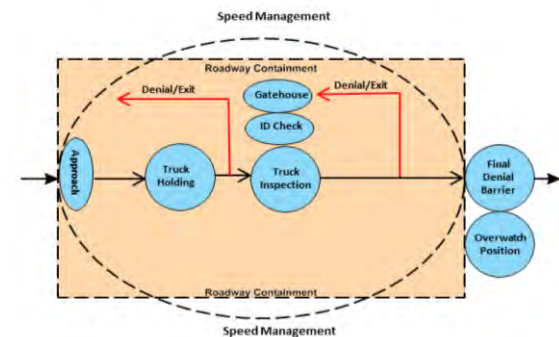 Speed Management
Roadway Containment
Denial/Exit
Denial/Exit
Gatehouse
ID Check
Approach
Truck
Holding
Truck
Inspection
Final
Denial
Barrier
Overwatch
Position
Roadway Containment
Speed Management